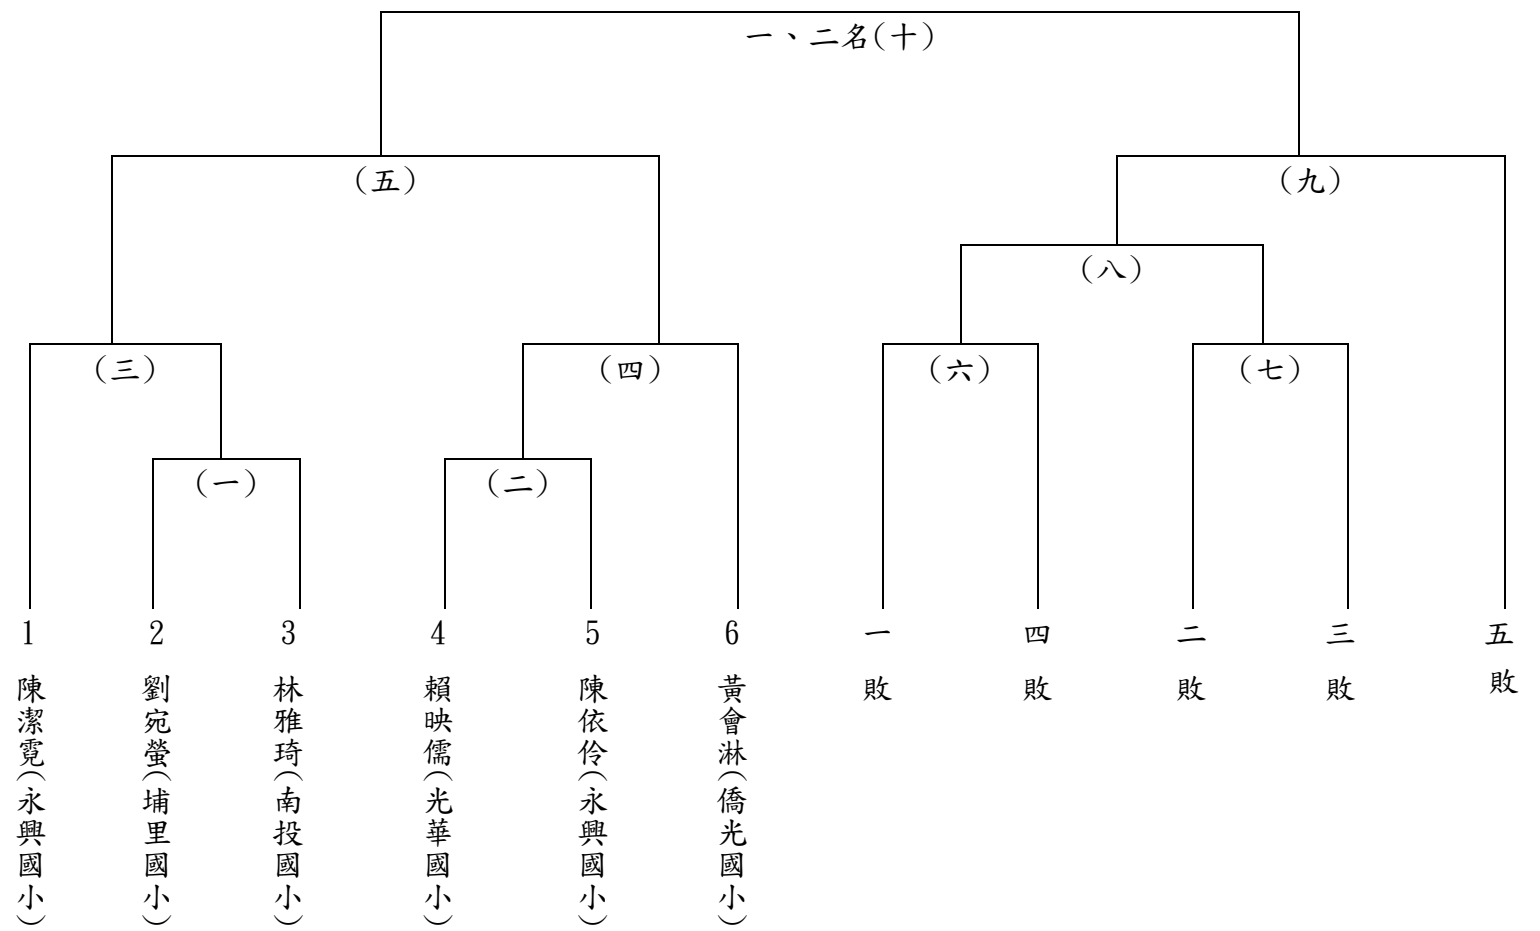 一、二名(十)
(五)
(九)
(八)
(三)
(四)
(六)
(七)
(一)
(二)
1
2
3
4
5
6
一敗
四敗
二敗
三敗
五敗
陳潔霓(永興國小)
劉宛螢(埔里國小)
林雅琦(南投國小)
賴映儒(光華國小)
陳依伶(永興國小)
黃會淋(僑光國小)